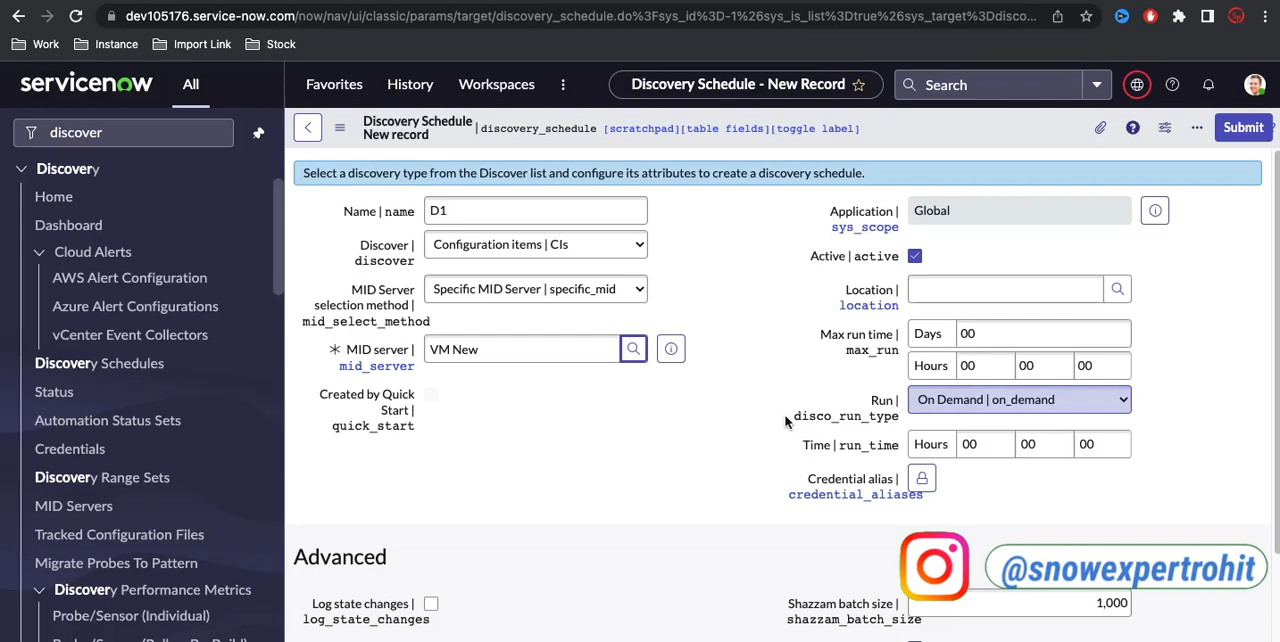 dev105176.service-now.com/now/nav/ui/classic/params/target/discovery_schedule.do%3Fsys_id%3D-1%26sys_is_list%3Dtrue%26sys_target%3Ddisco...
Work Instance Import Link Stock
servicenow All Favorites History Workspaces Discovery Schedule - New Record Search
discover
Discovery Schedule
New record
discovery_schedule [scratchpad][table fields][toggle label]
Submit
Discovery
Home
Dashboard
Cloud Alerts
AWS Alert Configuration
Azure Alert Configurations
vCenter Event Collectors
Discovery Schedules
Status
Automation Status Sets
Credentials
Discovery Range Sets
MID Servers
Tracked Configuration Files
Migrate Probes To Pattern
Discovery Performance Metrics
Probe/Sensor (Individual)
Select a discovery type from the Discover list and configure its attributes to create a discovery schedule.
Name | name D1
Discover |
discover
Configuration items | CIs
MID Server
selection method |
mid_select_method
Specific MID Server | specific_mid
MID server |
mid_server
VM New
Created by Quick
Start |
quick_start
Application |
sys_scope
Global
Active | active
Location |
location
Max run time |
max_run
Days 00
Hours 00 00 00
Run |
disco_run_type
On Demand | on_demand
Time | run_time Hours 00 00 00
Credential alias |
credential_aliases
Advanced
Log state changes |
log_state_changes
Shazzam batch size |
shazzam_batch_size
1,000
@snowexpertrohit